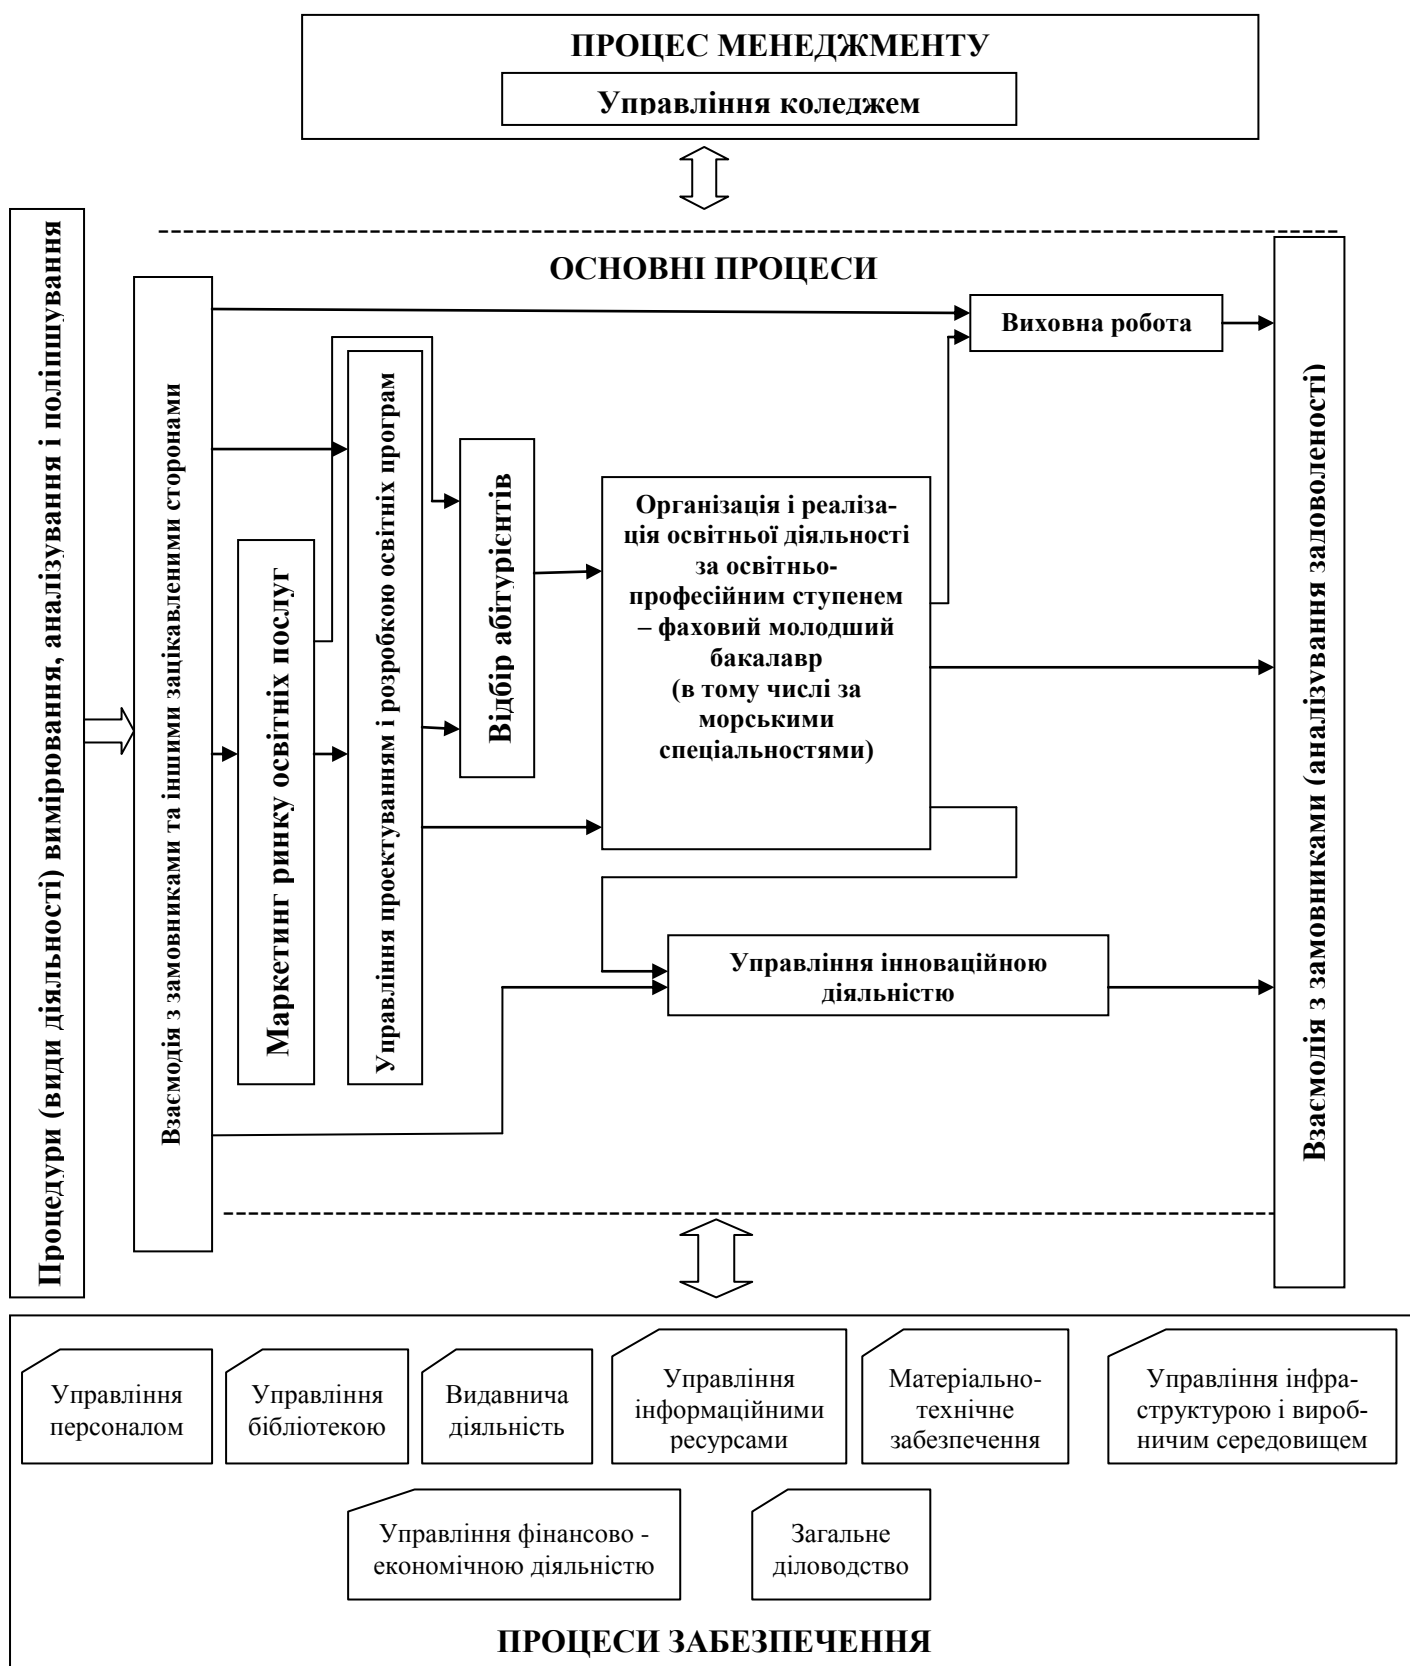 ПРОЦЕС МЕНЕДЖМЕНТУ
Управління коледжем
Процедури (види діяльності) вимірювання, аналізування і поліпшування
ОСНОВНІ ПРОЦЕСИ
Взаємодія з замовниками та іншими зацікавленими сторонами
Маркетинг ринку освітніх послуг
Управління проектуванням і розробкою освітніх програм
Відбір абітурієнтів
Організація і реаліза-
ція освітньої діяльності
за освітньо-
професійним ступенем
– фаховий молодший
бакалавр
(в тому числі за
морськими
спеціальностями)
Виховна робота
Управління інноваційною
діяльністю
Взаємодія з замовниками (аналізування задоволеності)
Управління
персоналом
Управління
бібліотекою
Видавнича
діяльність
Управління
інформаційними
ресурсами
Матеріально-
технічне
забезпечення
Управління інфра-
структурою і вироб-
ничим середовищем
Управління фінансово -
економічною діяльністю
Загальне
діловодство
ПРОЦЕСИ ЗАБЕЗПЕЧЕННЯ